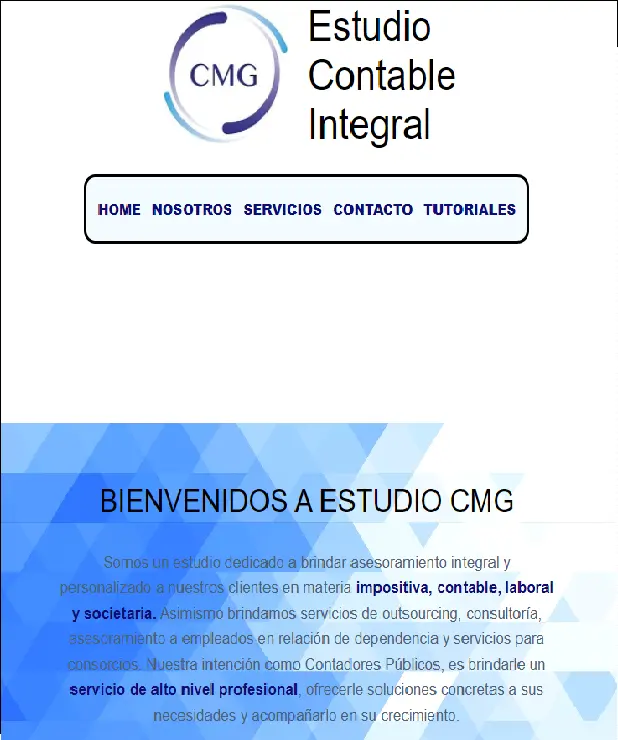 CMG
Estudio
Contable
Integral
HOME NOSOTROS SERVICIOS CONTACTO TUTORIALES
BIENVENIDOS A ESTUDIO CMG
Somos un estudio dedicado a brindar asesoramiento integral y
personalizado a nuestros clientes en materia impositiva, contable, laboral
y societaria. Asimismo brindamos servicios de outsourcing, consultoría,
asesoramiento a empleados en relación de dependencia y servicios para
consorcios. Nuestra intención como Contadores Públicos, es brindarle un
servicio de alto nivel profesional, ofrecerle soluciones concretas a sus
necesidades y acompañarlo en su crecimiento.